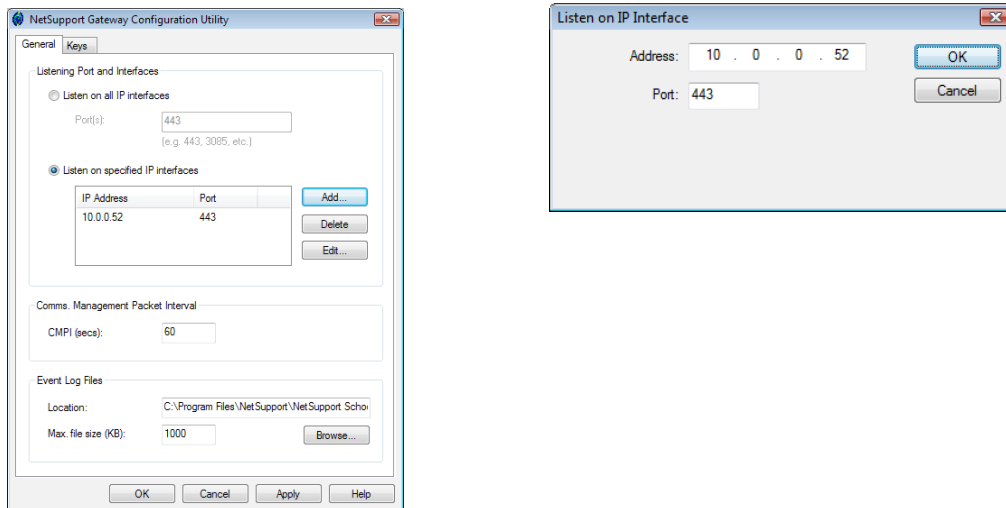 NetSupport Gateway Configuration Utility
General Keys
Listening Port and Interfaces
Listen on all IP interfaces
Port(s): 443
(e.g. 443, 3085, etc.)
Listen on specified IP interfaces
IP Address Port
10.0.0.52 443
Add...
Delete
Edit...
Comms. Management Packet Interval
CMPI (secs): 60
Event Log Files
Location: C:\Program Files\NetSupport\NetSupport Schoo
Max. file size (KB): 1000 Browse...
OK Cancel Apply Help
Listen on IP Interface
Address: 10 . 0 . 0 . 52 OK
Port: 443 Cancel